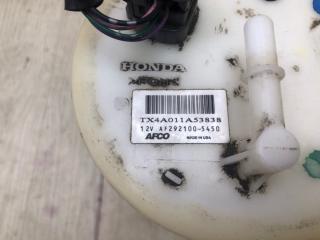 HONDA
TX4A011A53838
12V AF292100-5450
AFCO MADE IN USA